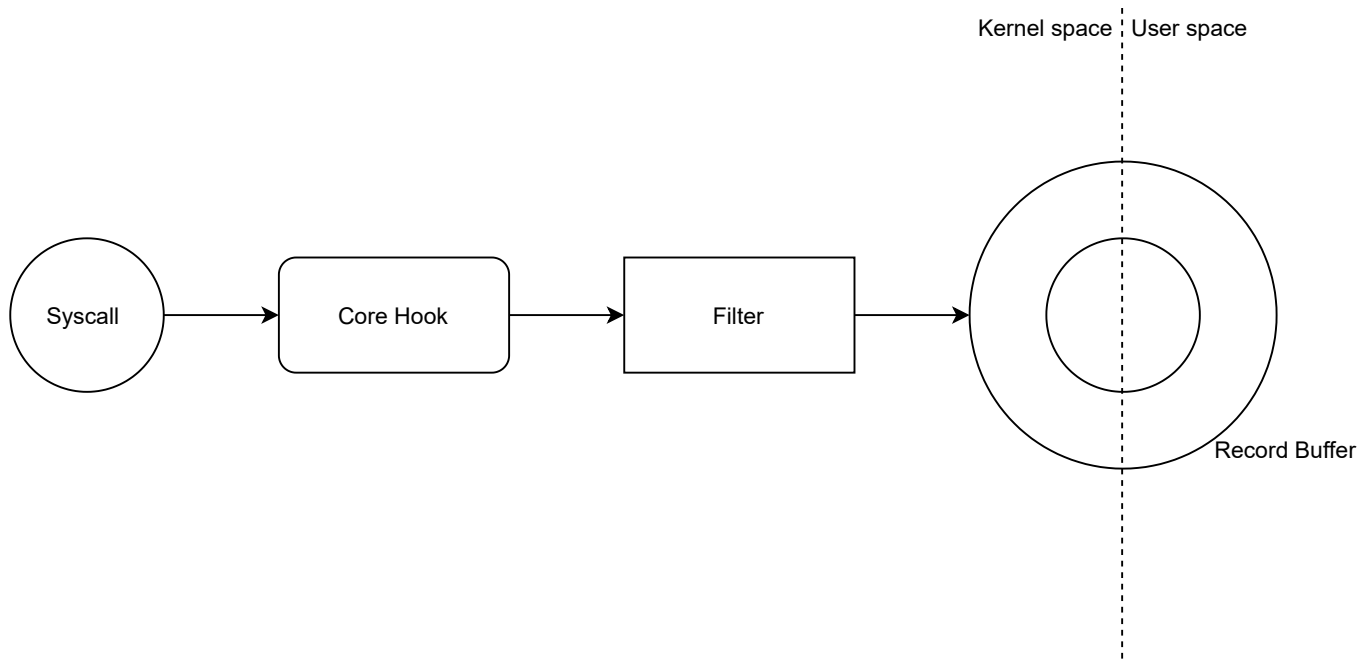 Kernel space
User space
Syscall
Core Hook
Filter
Record Buffer